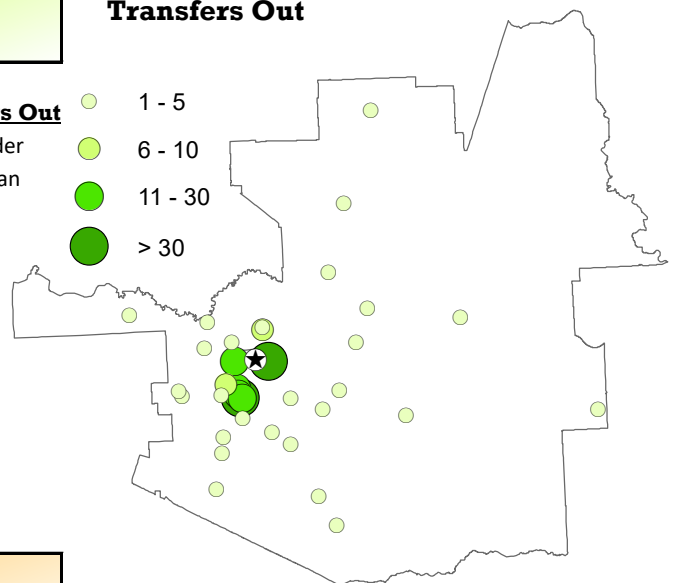 Transfers Out
s Out
der
an
1 - 5
6 - 10
11 - 30
> 30